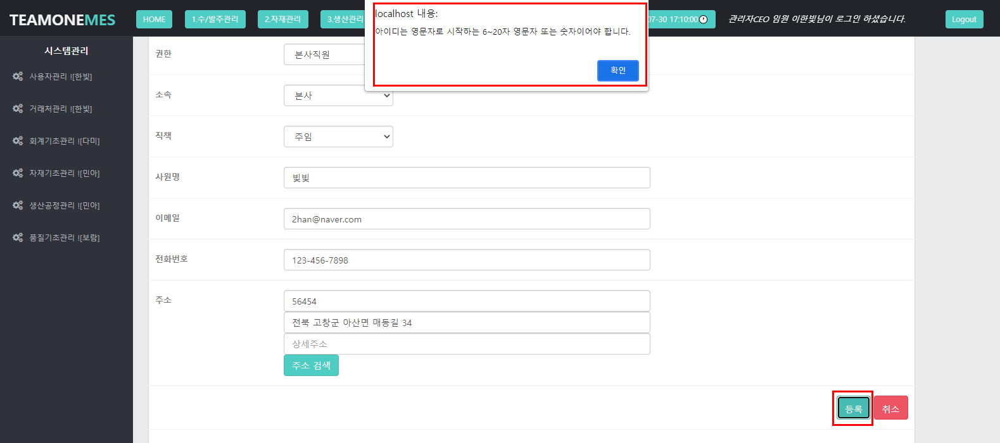 TEAMONEMES
HOME
1.수/발주관리
2.자재관리
3.생산관리
07-30 17:10:00
관리자CEO 임원 이한빛님이 로그인 하셨습니다.
Logout
localhost 내용:
아이디는 영문자로 시작하는 6~20자 영문자 또는 숫자이어야 합니다.
확인
시스템관리
사용자관리 ![한빛]
거래처관리 ![한빛]
회계기초관리 ![다미]
자재기초관리 ![민아]
생산공정관리 ![민아]
품질기초관리 ![보람]
권한
본사직원
소속
본사
직책
주임
사원명
빛빛
이메일
2han@naver.com
전화번호
123-456-7898
주소
56454
전북 고창군 아산면 매동길 34
상세주소
주소 검색
등록
취소